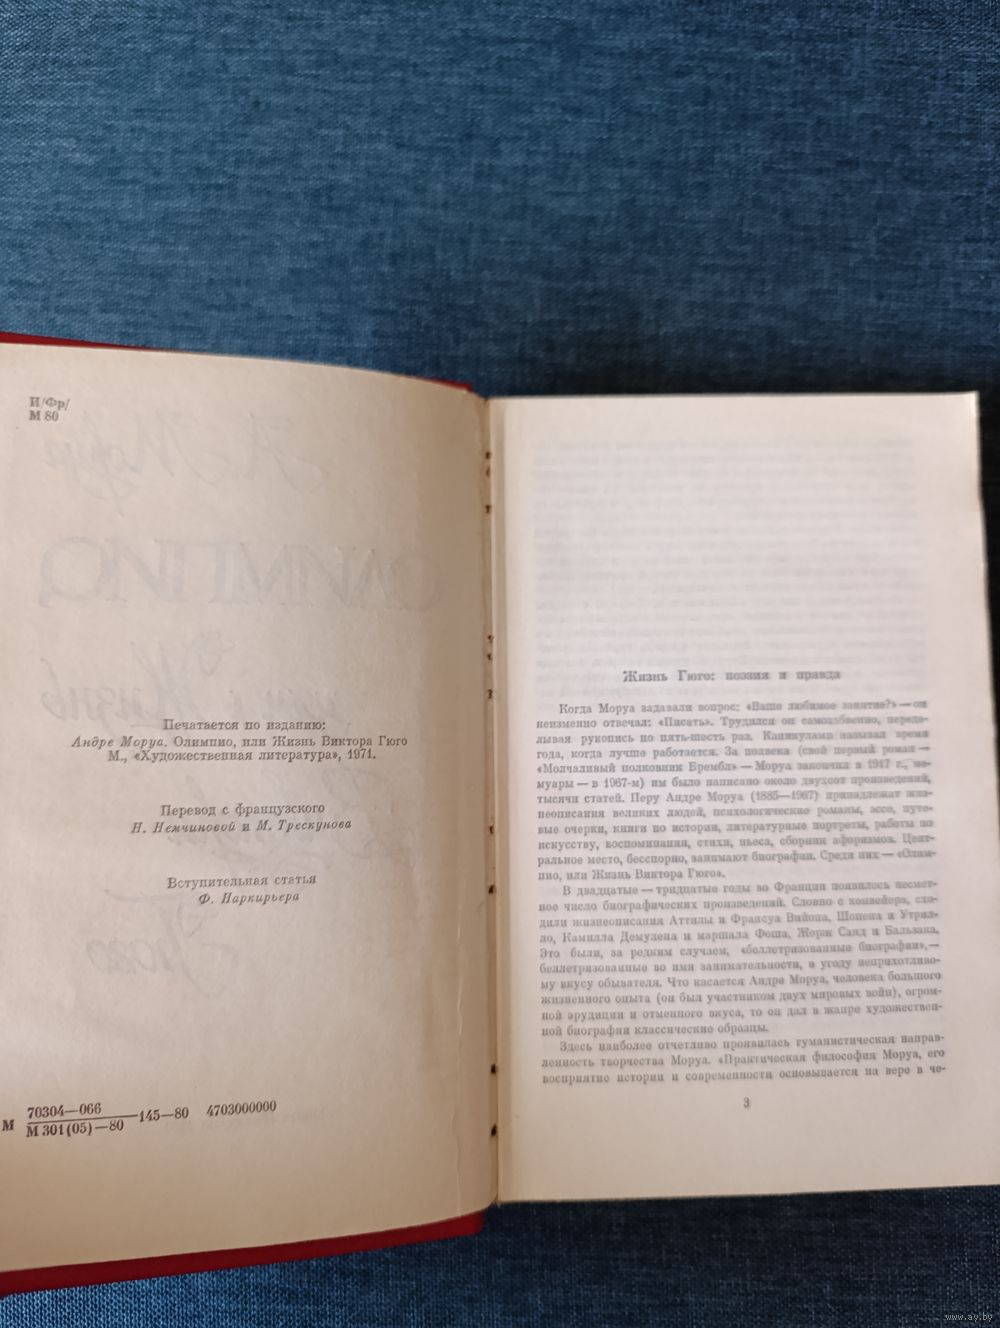 И/Фр/
М 80
Печатается по изданию:
Андре Моруа. Олимпио, или Жизнь Виктора Гюго
М., «Художественная литература», 1971.
Перевод с французского
Н. Немчиновой и М. Трескунова
Вступительная статья
Ф. Наркирьера
М 70304—066
М 301(05)—80 —145—80 4703000000
Жизнь Гюго: поэзия и правда
Когда Моруа задавали вопрос: «Ваше любимое занятие?» — он
неизменно отвечал: «Писать». Трудился он самозабвенно, переде-
лывая рукопись по пять-шесть раз. Каникулами называл время
года, когда лучше работается. За полвека (свой первый роман —
«Молчаливый полковник Брембл» — Моруа закончил в 1917 г., ме-
муары — в 1967-м) им было написано около двухсот произведений,
тысячи статей. Перу Андре Моруа (1885—1967) принадлежат жиз-
неописания великих людей, психологические романы, эссе, путе-
вые очерки, книги по истории, литературные портреты, работы по
искусству, воспоминания, стихи, пьеса, сборник афоризмов. Цент-
ральное место, бесспорно, занимают биографии. Среди них — «Олим-
пио, или Жизнь Виктора Гюго».
В двадцатые — тридцатые годы во Франции появилось несмет-
ное число биографических произведений. Словно с конвейера, схо-
дили жизнеописания Аттилы и Франсуа Вийона, Шопена и Утрил-
ло, Камилла Демулена и маршала Фоша, Жорж Санд и Бальзака.
Это были, за редким случаем, «беллетризованные биографии», —
беллетризованные во имя занимательности, в угоду неприхотливо-
му вкусу обывателя. Что касается Андре Моруа, человека большого
жизненного опыта (он был участником двух мировых войн), огром-
ной эрудиции и отменного вкуса, то он дал в жанре художествен-
ной биографии классические образцы.
Здесь наиболее отчетливо проявилась гуманистическая направ-
ленность творчества Моруа. «Практическая философия Моруа, его
восприятие истории и современности основывается на вере в че-
3
www.ay.by